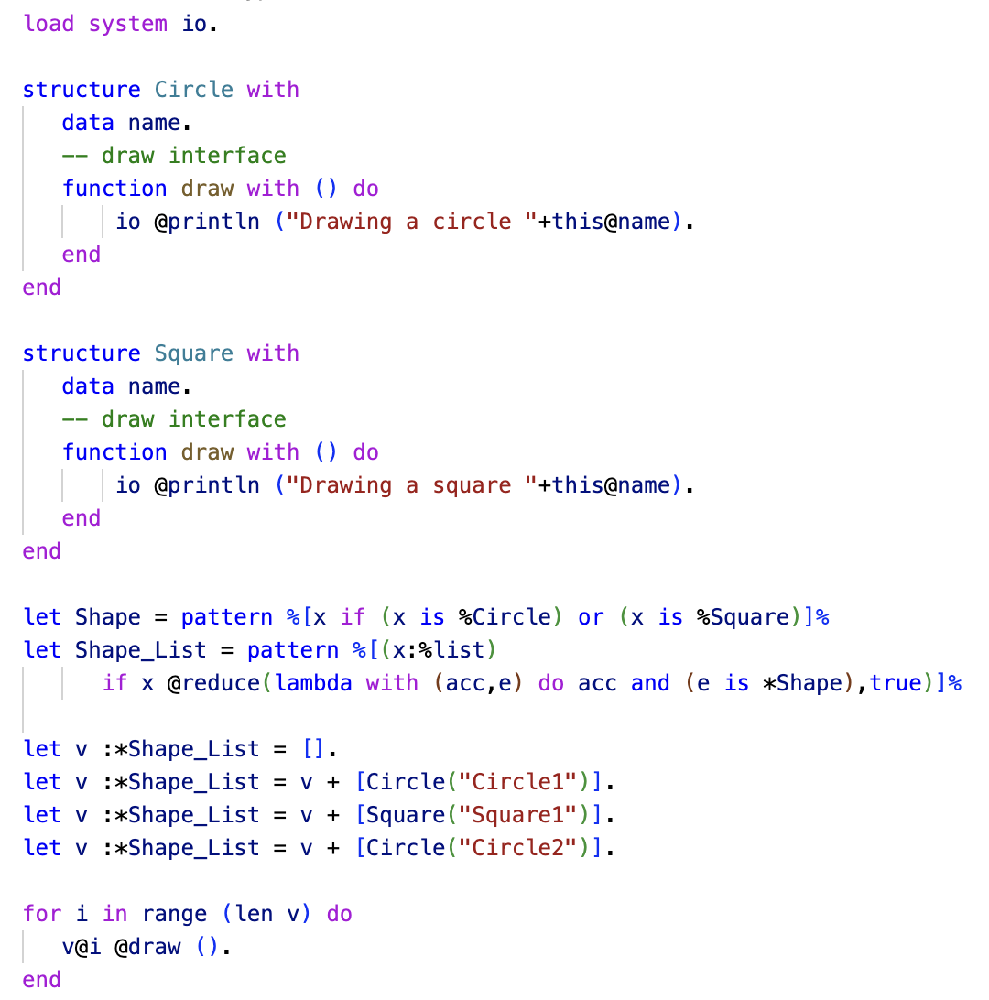 load system io.
structure Circle with
data name.
-- draw interface
function draw with () do
io @println ("Drawing a circle "+this@name).
end
end
structure Square with
data name.
-- draw interface
function draw with () do
io @println ("Drawing a square "+this@name).
end
end
let Shape = pattern %[x if (x is %Circle) or (x is %Square)]%
let Shape_List = pattern %[(x:%list)
if x @reduce(lambda with (acc,e) do acc and (e is *Shape),true)]%
let v :*Shape_List = [].
let v :*Shape_List = v + [Circle("Circle1")].
let v :*Shape_List = v + [Square("Square1")].
let v :*Shape_List = v + [Circle("Circle2")].
for i in range (len v) do
v@i @draw ().
end